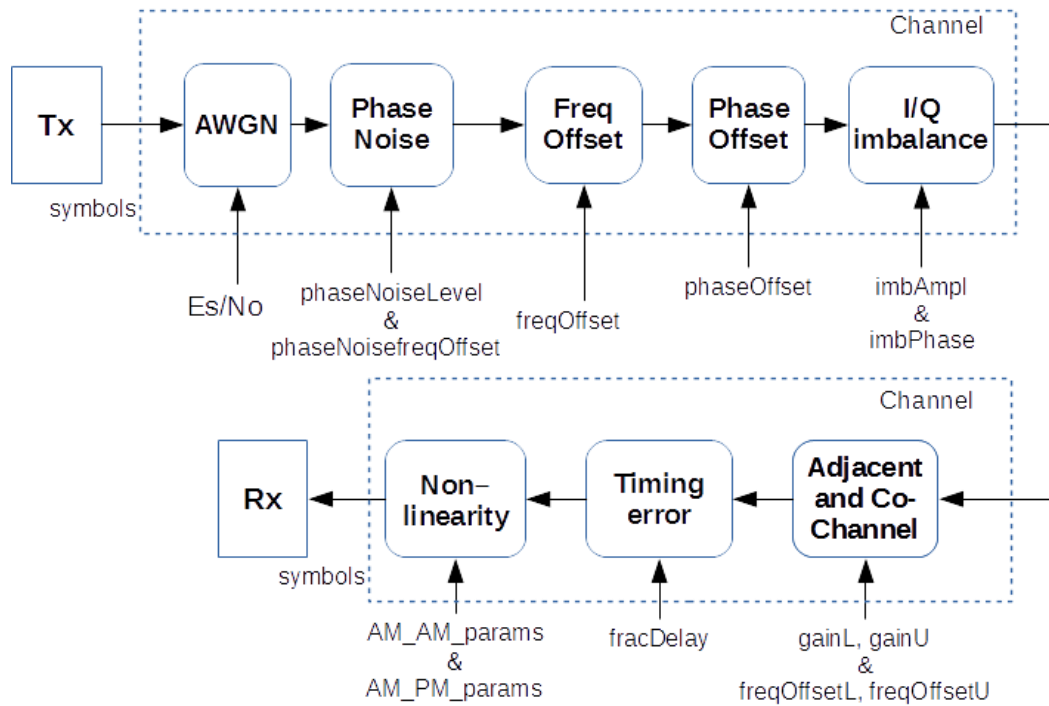 Channel
Tx
AWGN
Phase
Noise
Freq
Offset
Phase
Offset
I/Q
imbalance
symbols
Es/No
phaseNoiseLevel
&
phaseNoisefreqOffset
freqOffset
phaseOffset
imbAmpl
&
imbPhase
Channel
Rx
Non–
linearity
Timing
error
Adjacent
and Co-
Channel
symbols
AM_AM_params
&
AM_PM_params
fracDelay
gainL, gainU
&
freqOffsetL, freqOffsetU